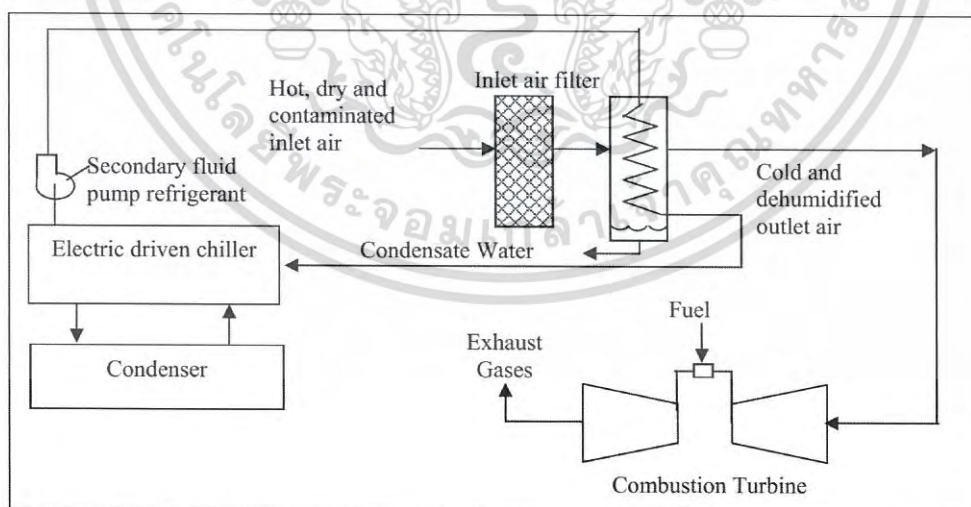 Hot, dry and
contaminated
inlet air
Inlet air filter
Secondary fluid
pump refrigerant
Cold and
dehumidified
outlet air
Electric driven chiller
Condensate Water
Condenser
Fuel
Exhaust
Gases
Combustion Turbine